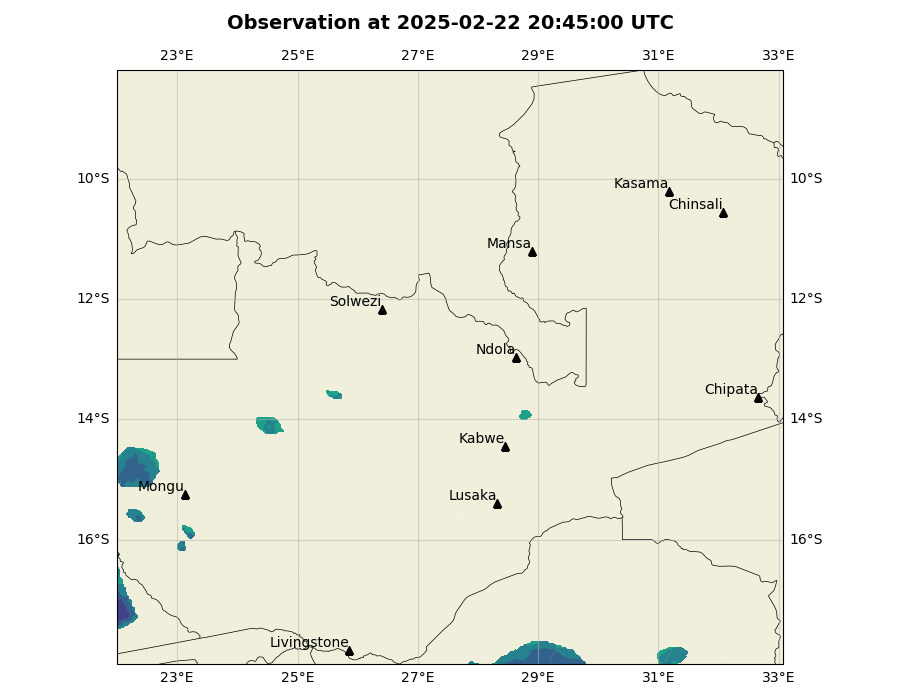 Observation at 2025-02-22 20:45:00 UTC
23°E 25°E 27°E 29°E 31°E 33°E
10°S 10°S
Kasama
Chinsali
Mansa
12°S 12°S
Solwezi
Ndola
Chipata
14°S 14°S
Kabwe
Mongu
Lusaka
16°S 16°S
Livingstone
23°E 25°E 27°E 29°E 31°E 33°E